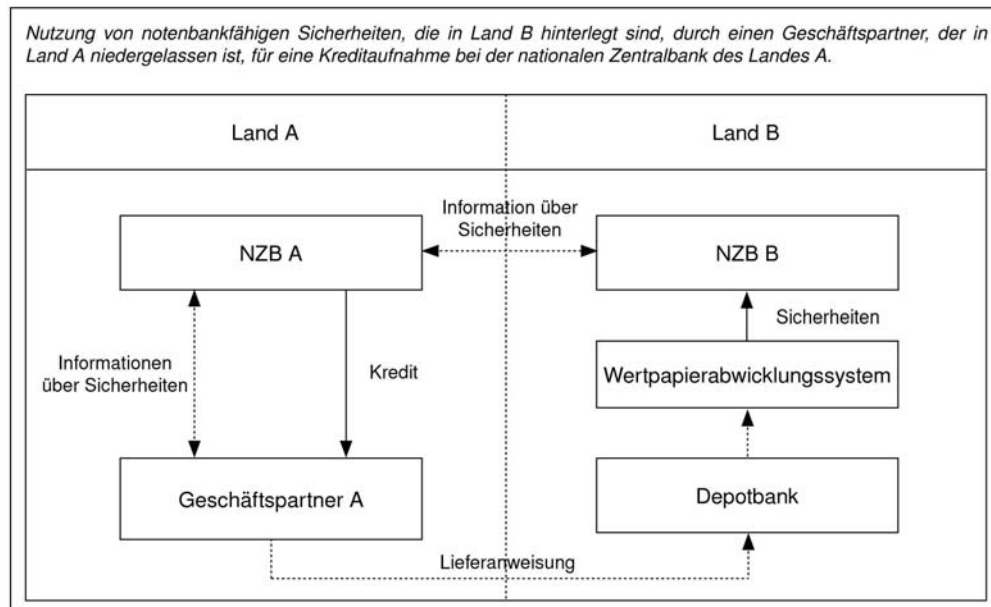 Nutzung von notenbankfähigen Sicherheiten, die in Land B hinterlegt sind, durch einen Geschäftspartner, der in
Land A niedergelassen ist, für eine Kreditaufnahme bei der nationalen Zentralbank des Landes A.
Land A
Land B
Information über
Sicherheiten
NZB A
NZB B
Sicherheiten
Informationen
über Sicherheiten
Kredit
Wertpapierabwicklungssystem
Geschäftspartner A
Depotbank
Lieferanweisung